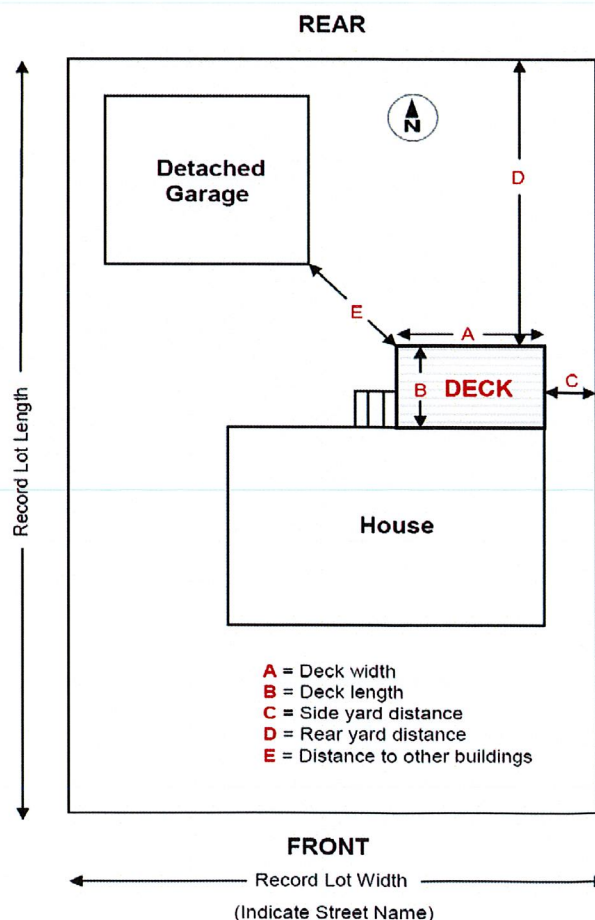 REAR
N
Detached
Garage
D
E
A
B
DECK
C
Record Lot Length
House
A = Deck width
B = Deck length
C = Side yard distance
D = Rear yard distance
E = Distance to other buildings
FRONT
Record Lot Width
(Indicate Street Name)